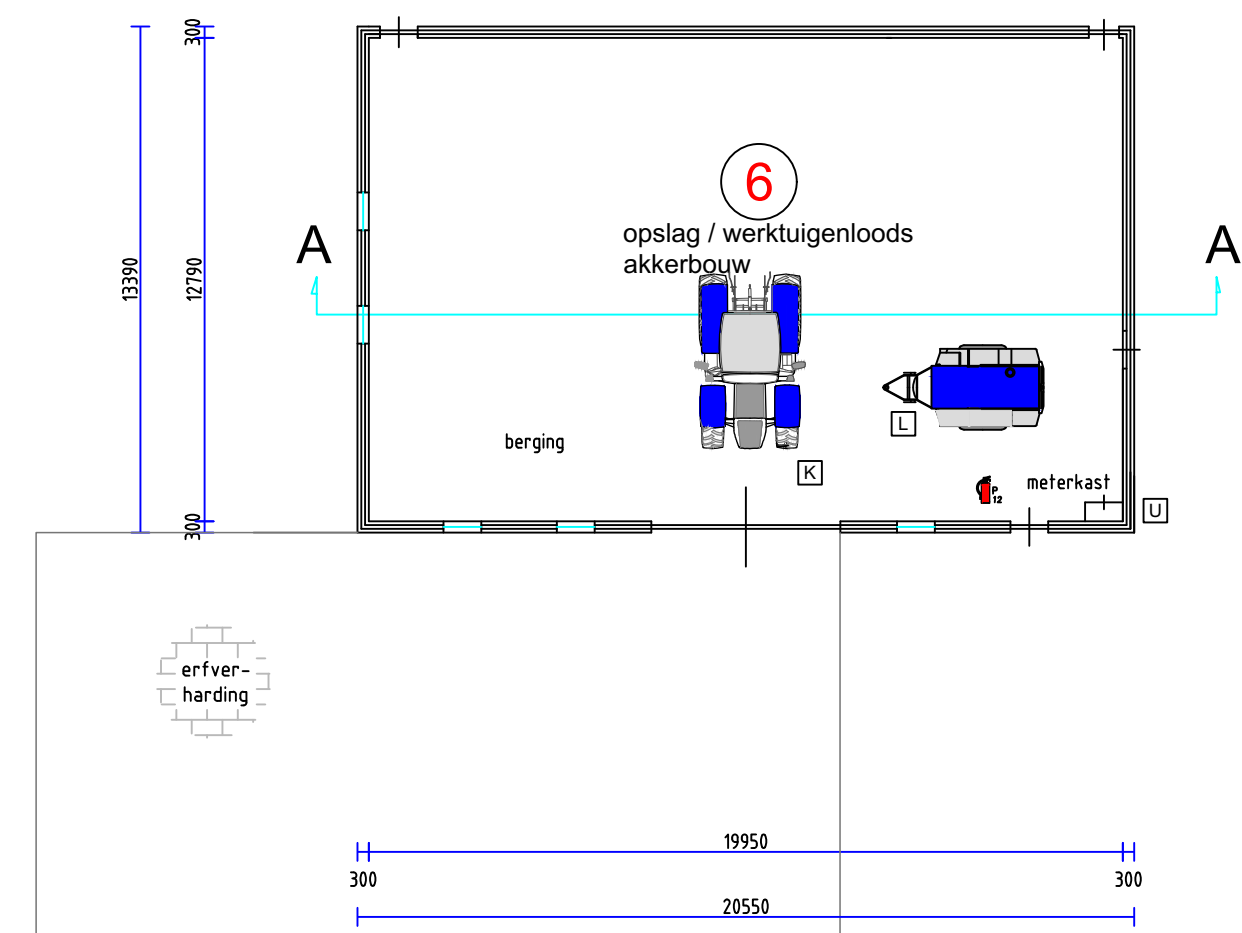 300
6
opslag / werktuigenloods
akkerbouw
A
A
13390
12790
L
berging
K
meterkast
P
12
U
300
erfver-
harding
19950
300
300
20550